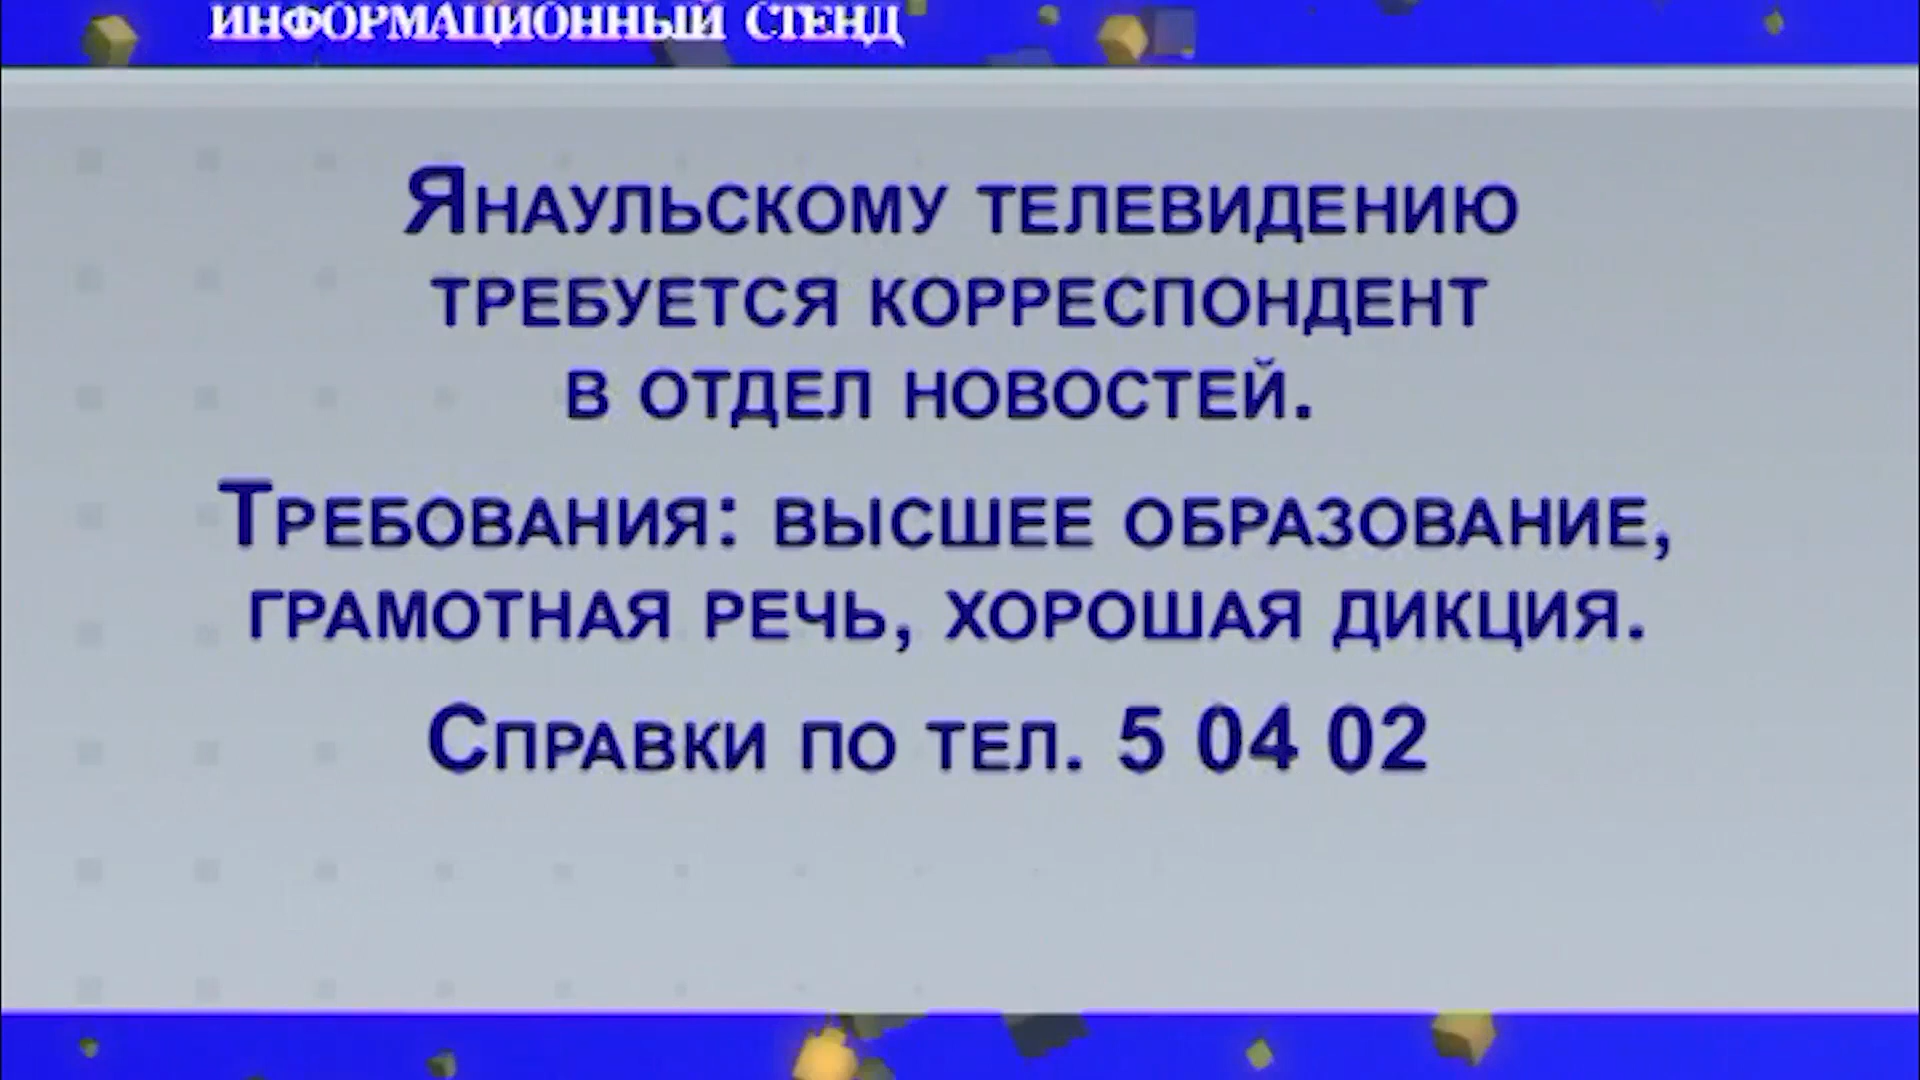 ИНФОРМАЦИОННЫЙ СТЕНД
Янаульскому телевидению
требуется корреспондент
в отдел новостей.
Требования: высшее образование,
грамотная речь, хорошая дикция.
Справки по тел. 5 04 02